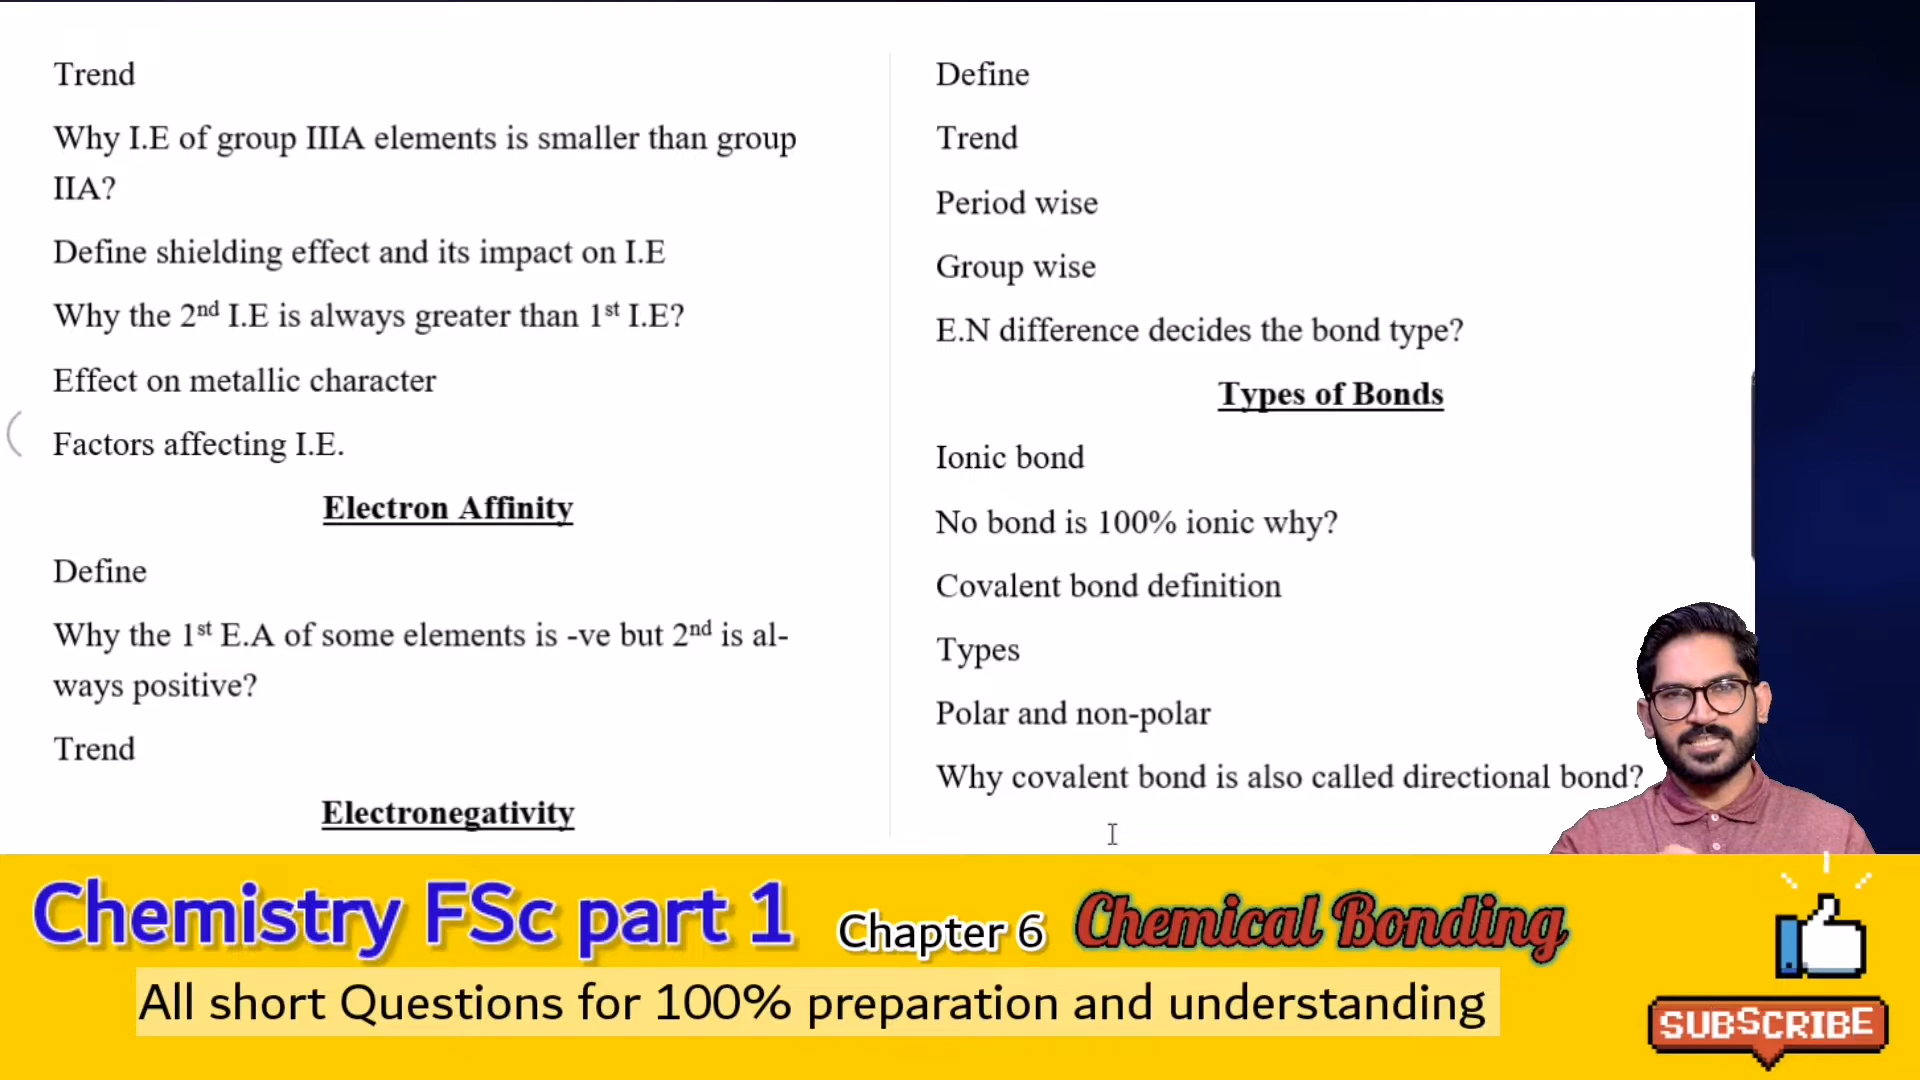 Trend
Why I.E of group IIIA elements is smaller than group
IIA?
Define shielding effect and its impact on I.E
Why the 2nd I.E is always greater than 1st I.E?
Effect on metallic character
Factors affecting I.E.
Electron Affinity
Define
Why the 1st E.A of some elements is -ve but 2nd is al-
ways positive?
Trend
Electronegativity
Define
Trend
Period wise
Group wise
E.N difference decides the bond type?
Types of Bonds
Ionic bond
No bond is 100% ionic why?
Covalent bond definition
Types
Polar and non-polar
Why covalent bond is also called directional bond?
Chemistry FSc part 1 Chapter 6 Chemical Bonding
All short Questions for 100% preparation and understanding
SUBSCRIBE